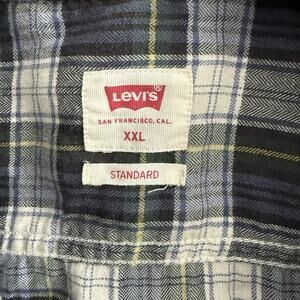 LEVI'S
SAN FRANCISCO, CAL.
XXL
STANDARD